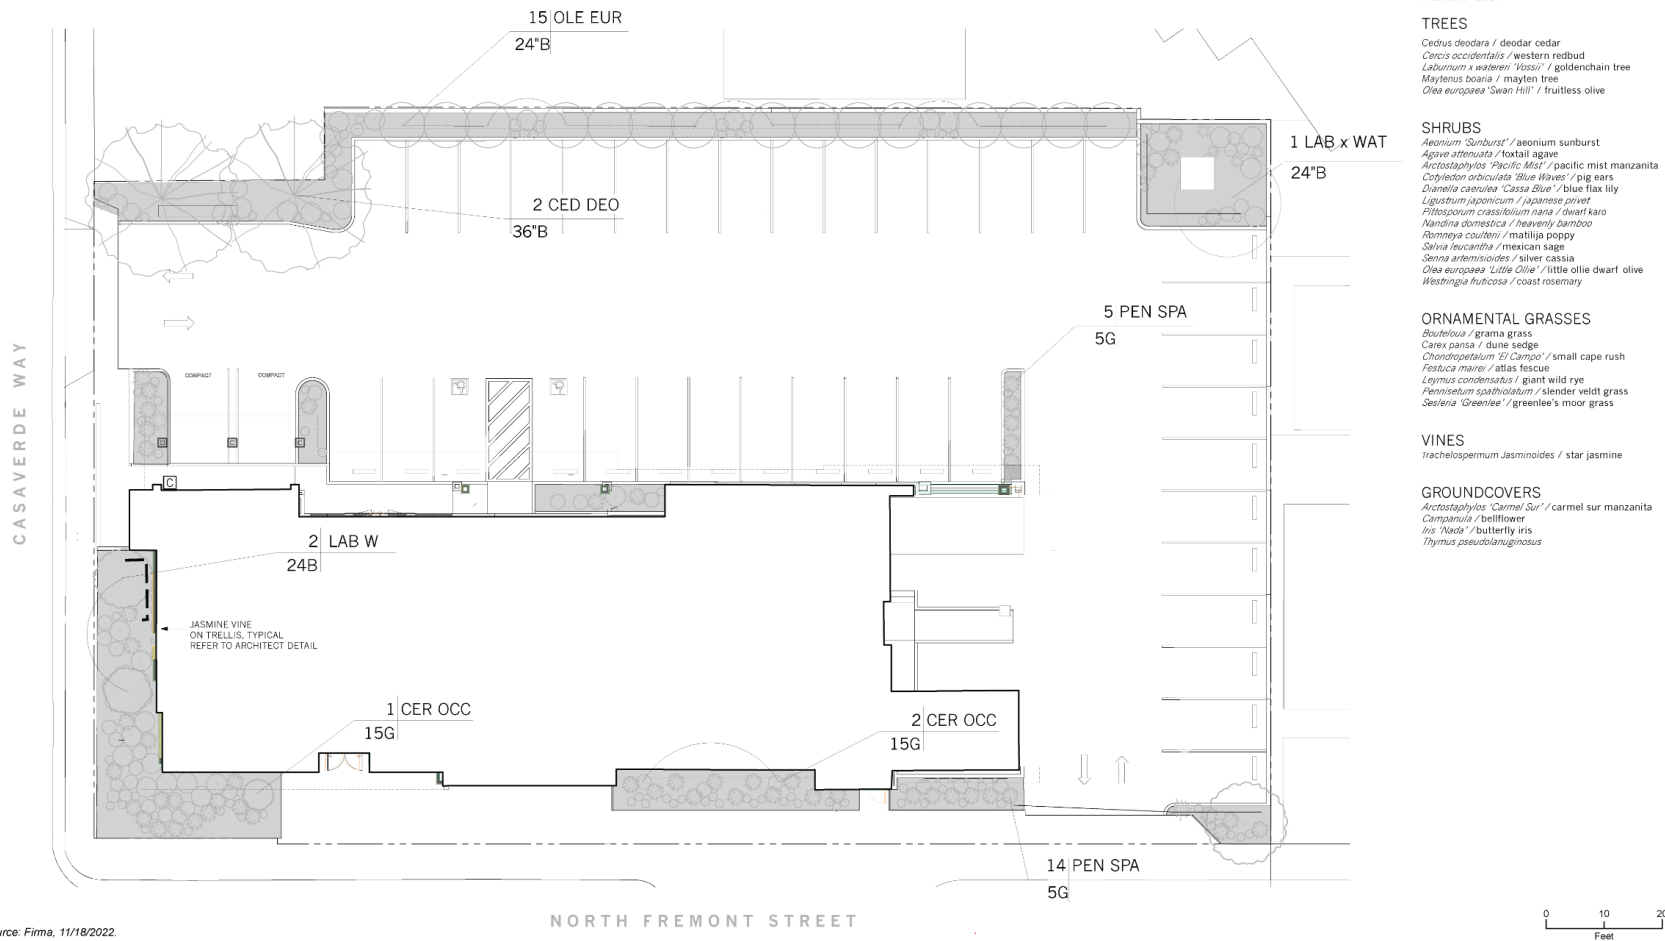 15 OLE EUR
24"B
2 CED DEO
36"B
1 LAB x WAT
24"B
5 PEN SPA
5G
COMPACT
COMPACT
C
2 LAB W
24B
JASMINE VINE
ON TRELLIS, TYPICAL
REFER TO ARCHITECT DETAIL
1 CER OCC
15G
2 CER OCC
15G
14 PEN SPA
5G
CASAVERDE WAY
NORTH FREMONT STREET
TREES
Cedrus deodara / deodar cedar
Cercis occidentalis / western redbud
Laburnum x watereri 'Vossii' / goldenchain tree
Maytenus boaria / mayten tree
Olea europaea 'Swan Hill' / fruitless olive
SHRUBS
Aeonium 'Sunburst' / aeonium sunburst
Agave attenuata / foxtail agave
Arctostaphylos 'Pacific Mist' / pacific mist manzanita
Cotyledon orbiculata 'Blue Waves' / pig ears
Dianella caerulea 'Cassa Blue' / blue flax lily
Ligustrum japonicum / japanese privet
Pittosporum crassifolium nana / dwarf karo
Nandina domestica / heavenly bamboo
Romneya coulterii / matilija poppy
Salvia leucantha / mexican sage
Senna artemisioides / silver cassia
Olea europaea 'Little Ollie' / little ollie dwarf olive
Westringia fruticosa / coast rosemary
ORNAMENTAL GRASSES
Bouteloua / grama grass
Carex pansa / dune sedge
Chondropetalum 'El Campo' / small cape rush
Festuca mairei / atlas fescue
Leymus condensatus / giant wild rye
Pennisetum spathiolatum / slender veldt grass
Sesleria 'Greenlee' / greenlee's moor grass
VINES
Trachelospermum Jasminoides / star jasmine
GROUNDCOVERS
Arctostaphylos 'Carmel Sur' / carmel sur manzanita
Campanula / bellflower
Iris 'Nada' / butterfly iris
Thymus pseudolanuginosus
urce: Firma, 11/18/2022.
0 10 20
Feet